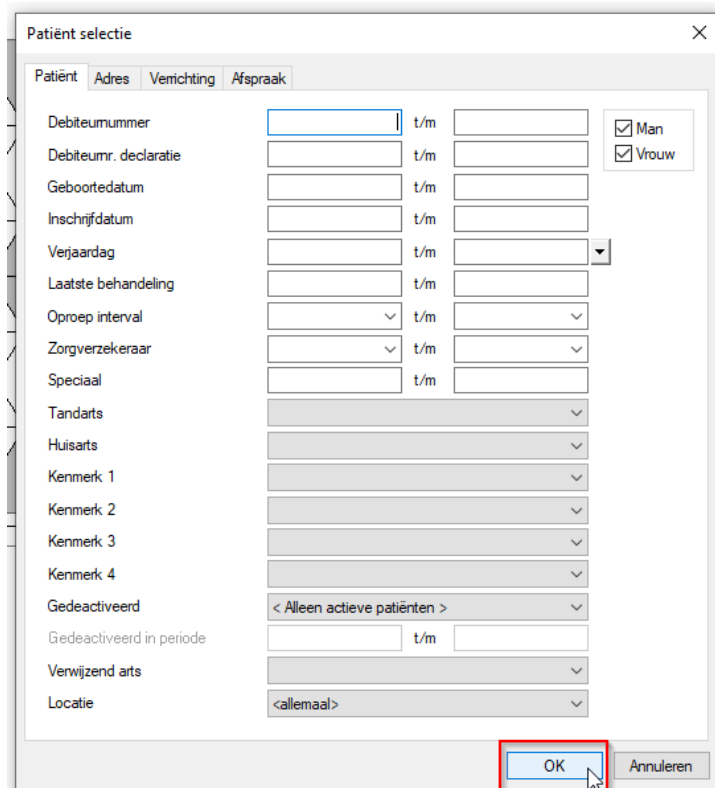 Patiënt selectie
Patiënt Adres Verrichting Afspraak
Debiteurnummer t/m Man
Debiteurnr. declaratie t/m Vrouw
Geboortedatum t/m
Inschrijfdatum t/m
Verjaardag t/m
Laatste behandeling t/m
Oproep interval t/m
Zorgverzekeraar t/m
Speciaal t/m
Tandarts
Huisarts
Kenmerk 1
Kenmerk 2
Kenmerk 3
Kenmerk 4
Gedeactiveerd < Alleen actieve patiënten >
Gedeactiveerd in periode t/m
Verwijzend arts
Locatie <allemaal>
OK Annuleren